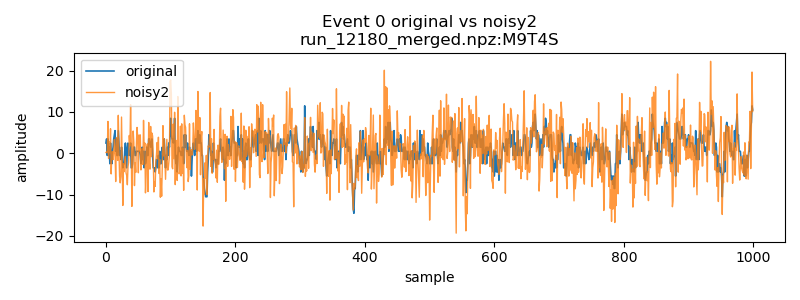 Event 0 original vs noisy2
run_12180_merged.npz:M9T4S
original
noisy2
amplitude
20
10
0
−10
−20
0
200
400
600
800
1000
sample